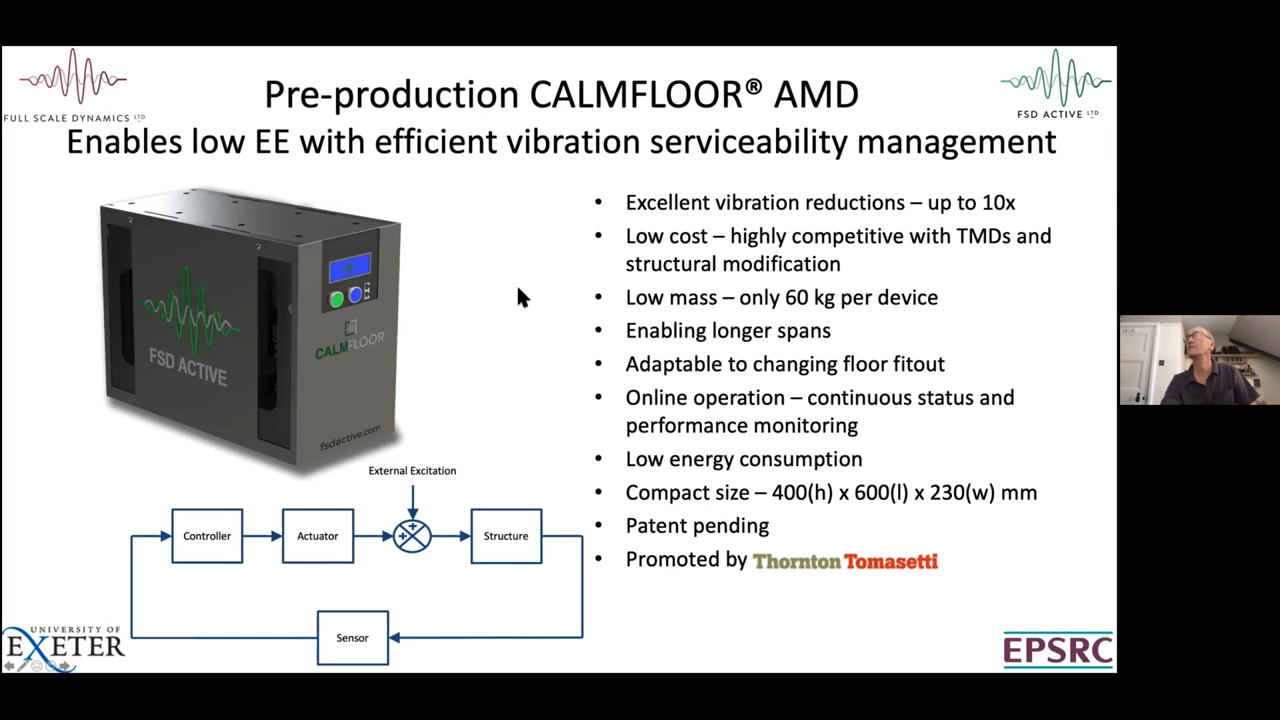 FULL SCALE DYNAMICS LTD
FSD ACTIVE LTD
Pre-production CALMFLOOR® AMD
Enables low EE with efficient vibration serviceability management
FSD ACTIVE
CALMFLOOR
fsdactive.com
• Excellent vibration reductions – up to 10x
• Low cost – highly competitive with TMDs and
structural modification
• Low mass – only 60 kg per device
• Enabling longer spans
• Adaptable to changing floor fitout
• Online operation – continuous status and
performance monitoring
• Low energy consumption
• Compact size – 400(h) x 600(l) x 230(w) mm
• Patent pending
• Promoted by Thornton Tomasetti
External Excitation
Controller
Actuator
+
+
Structure
Sensor
UNIVERSITY OF
EXETER
EPSRC